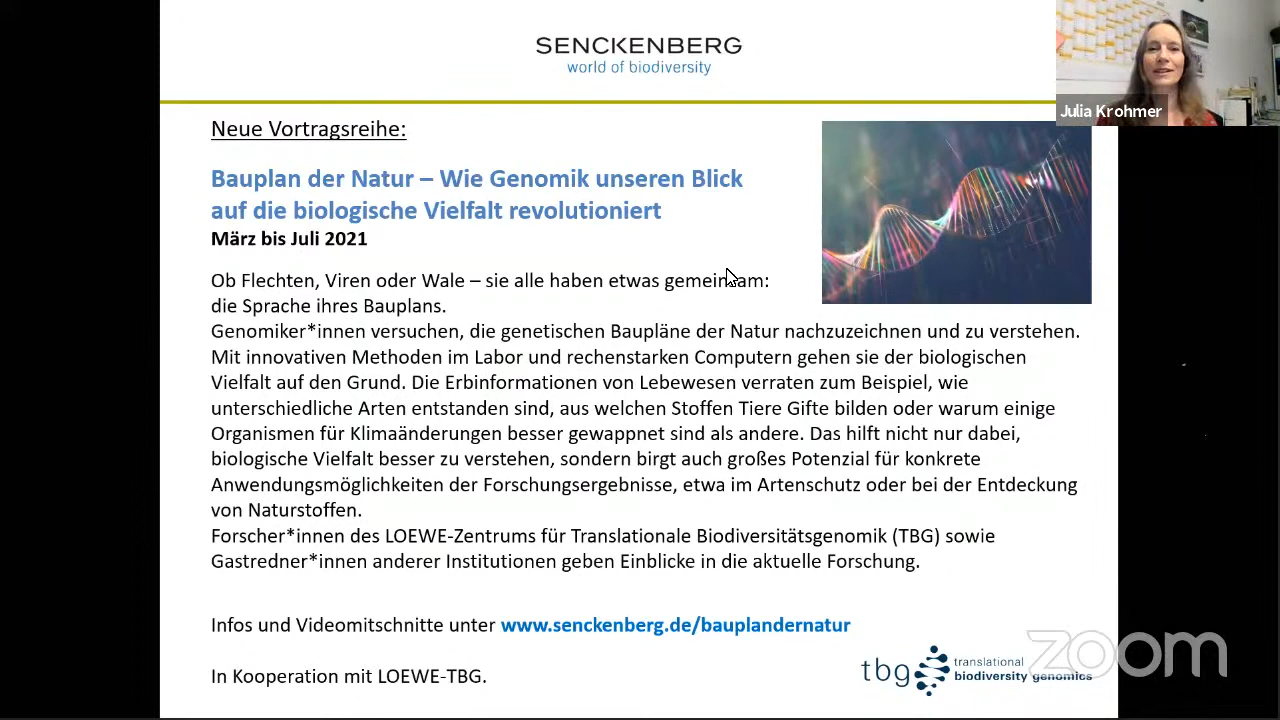 SENCKENBERG
world of biodiversity
Julia Krohmer
Neue Vortragsreihe:
Bauplan der Natur – Wie Genomik unseren Blick
auf die biologische Vielfalt revolutioniert
März bis Juli 2021
Ob Flechten, Viren oder Wale – sie alle haben etwas gemeinsam:
die Sprache ihres Bauplans.
Genomiker*innen versuchen, die genetischen Baupläne der Natur nachzuzeichnen und zu verstehen.
Mit innovativen Methoden im Labor und rechenstarken Computern gehen sie der biologischen
Vielfalt auf den Grund. Die Erbinformationen von Lebewesen verraten zum Beispiel, wie
unterschiedliche Arten entstanden sind, aus welchen Stoffen Tiere Gifte bilden oder warum einige
Organismen für Klimaänderungen besser gewappnet sind als andere. Das hilft nicht nur dabei,
biologische Vielfalt besser zu verstehen, sondern birgt auch großes Potenzial für konkrete
Anwendungsmöglichkeiten der Forschungsergebnisse, etwa im Artenschutz oder bei der Entdeckung
von Naturstoffen.
Forscher*innen des LOEWE-Zentrums für Translationale Biodiversitätsgenomik (TBG) sowie
Gastredner*innen anderer Institutionen geben Einblicke in die aktuelle Forschung.
Infos und Videomitschnitte unter www.senckenberg.de/bauplandernatur
In Kooperation mit LOEWE-TBG.
tbg translational
biodiversity genomics
zoom